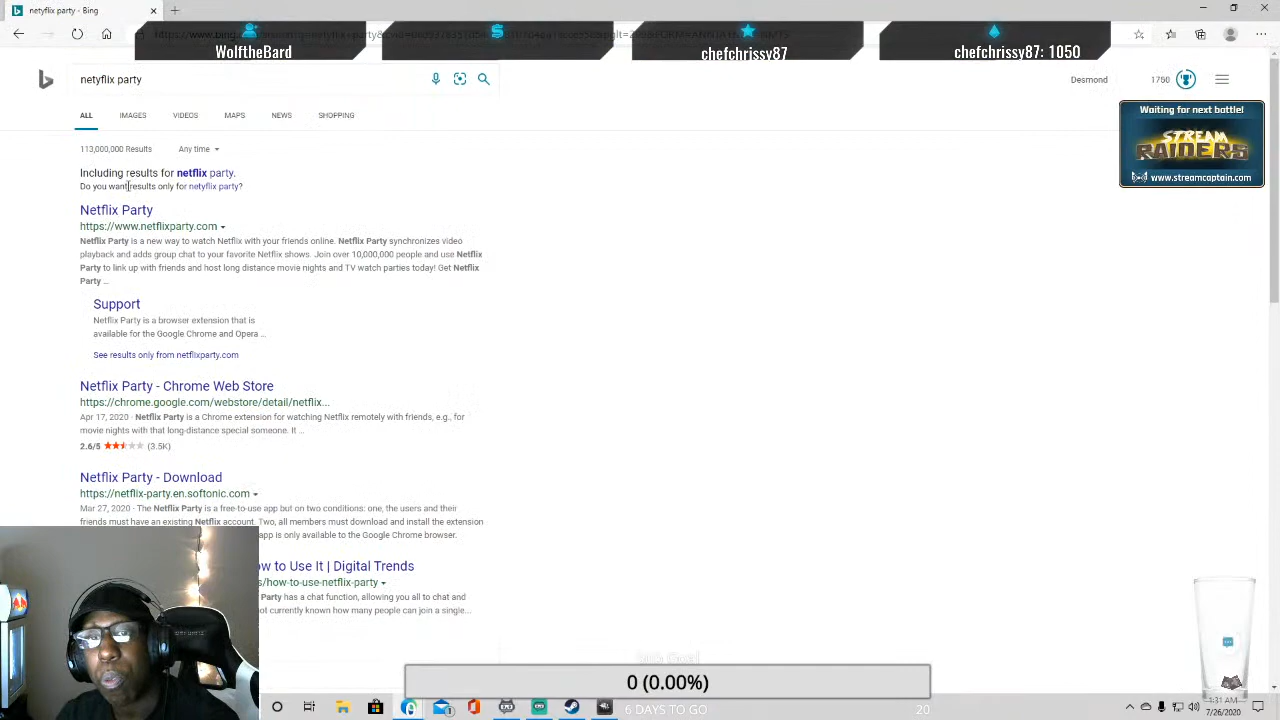 netyflix party - Bing
WolftheBard
chefchrissy87
chefchrissy87: 1050
netyflix party
Desmond
1760
ALL
IMAGES
VIDEOS
MAPS
NEWS
SHOPPING
Waiting for next battle!
STREAM
RAIDERS
www.streamcaptain.com
113,000,000 Results
Any time
Including results for netflix party.
Do you want results only for netyflix party?
Netflix Party
https://www.netflixparty.com
Netflix Party is a new way to watch Netflix with your friends online. Netflix Party synchronizes video
playback and adds group chat to your favorite Netflix shows. Join over 10,000,000 people and use Netflix
Party to link up with friends and host long distance movie nights and TV watch parties today! Get Netflix
Party ...
Support
Netflix Party is a browser extension that is
available for the Google Chrome and Opera ...
See results only from netflixparty.com
Netflix Party - Chrome Web Store
https://chrome.google.com/webstore/detail/netflix...
Apr 17, 2020 · Netflix Party is a Chrome extension for watching Netflix remotely with friends, e.g., for
movie nights with that long-distance special someone. It ...
2.6/5 (3.5K)
Netflix Party - Download
https://netflix-party.en.softonic.com
Mar 27, 2020 · The Netflix Party is a free-to-use app but on two conditions: one, the users and their
friends must have an existing Netflix account. Two, all members must download and install the extension
app is only available to the Google Chrome browser.
ow to Use It | Digital Trends
s/how-to-use-netflix-party
Party has a chat function, allowing you all to chat and
ot currently known how many people can join a single...
Sub Goal
0 (0.00%)
6 DAYS TO GO
20
1:31 AM
7/26/2020